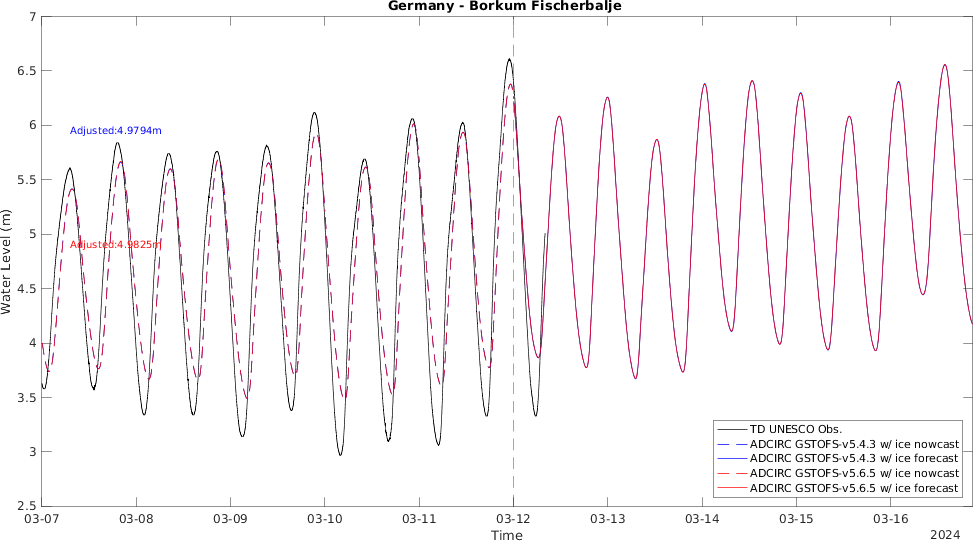 Germany - Borkum Fischerbalje
7
6.5
6
5.5
5
4.5
4
3.5
3
2.5
Water Level (m)
Adjusted:4.9794m
Adjusted:4.9825m
TD UNESCO Obs.
ADCIRC GSTOFS-v5.4.3 w/ ice nowcast
ADCIRC GSTOFS-v5.4.3 w/ ice forecast
ADCIRC GSTOFS-v5.6.5 w/ ice nowcast
ADCIRC GSTOFS-v5.6.5 w/ ice forecast
03-07 03-08 03-09 03-10 03-11 03-12 03-13 03-14 03-15 03-16
Time
2024